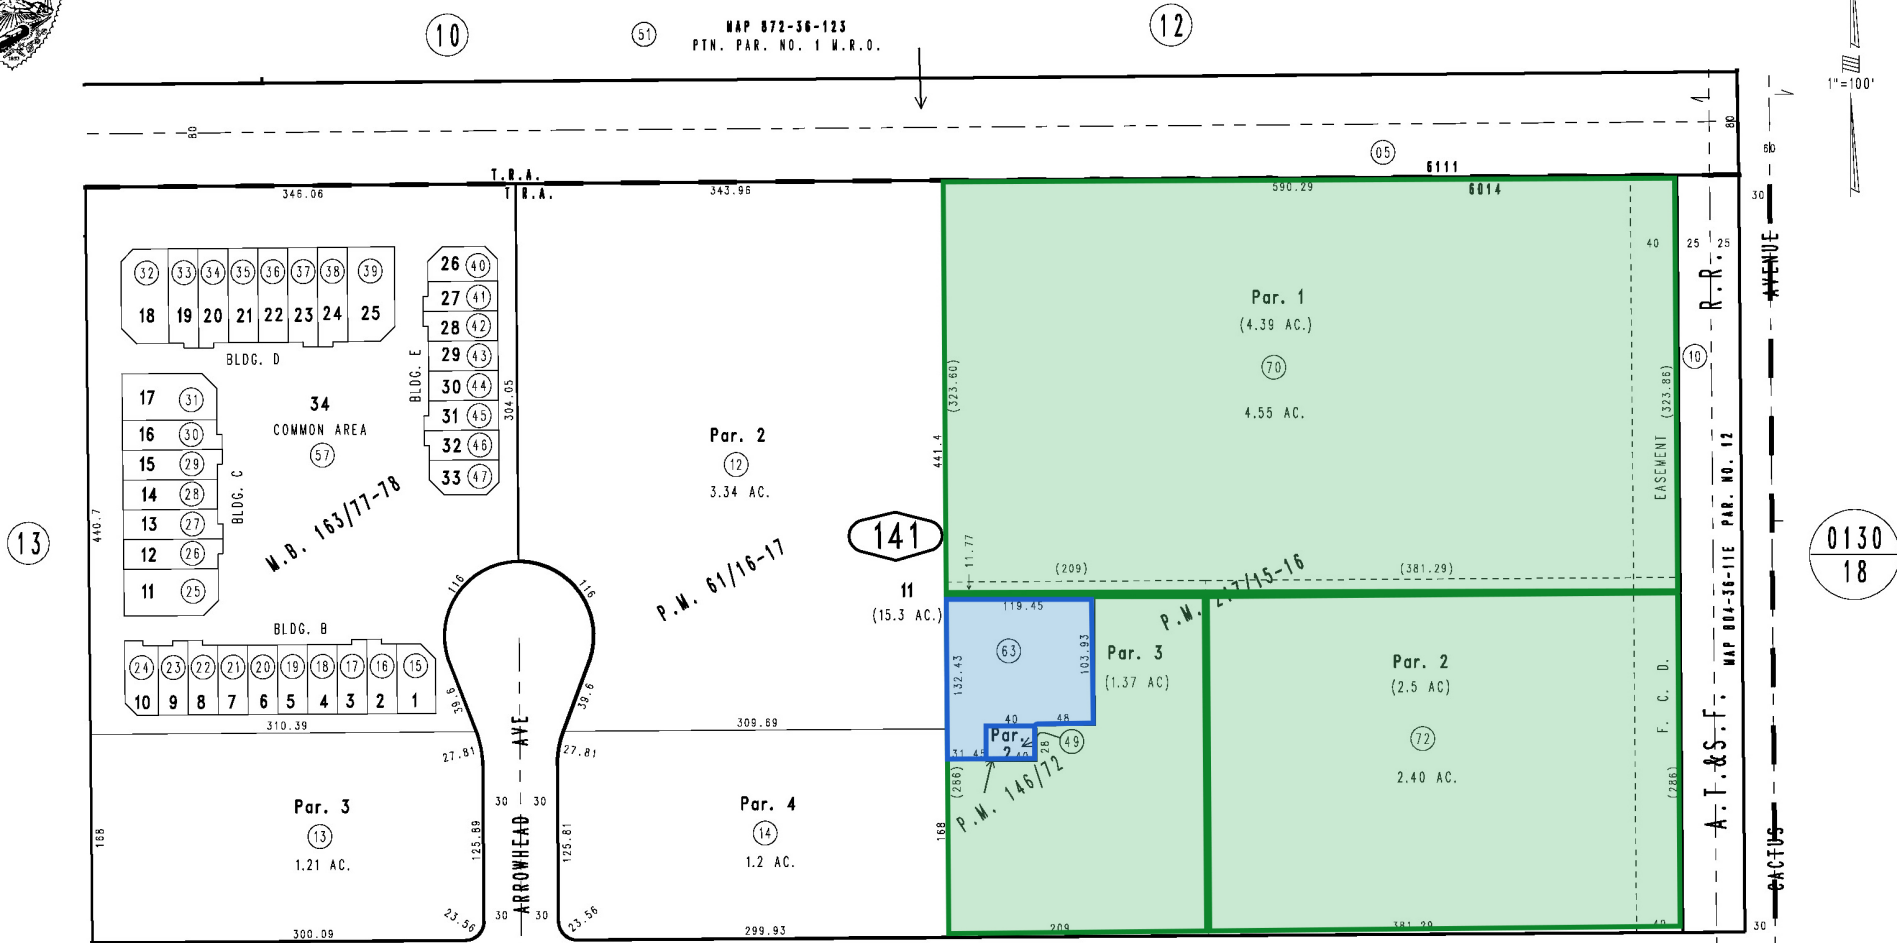 10
51
MAP 872-36-123
PTN. PAR. NO. 1 M.R.O.
12
1"=100'
80
80
60
05
T.R.A.
T.R.A.
6111
6014
346.06
343.96
590.29
30
40
25
25
32 33 34 35 36 37 38 39
18 19 20 21 22 23 24 25
BLDG. D
26 40
27 41
28 42
29 43
30 44
31 45
32 46
33 47
BLDG. E
17 31
16 30
15 29
14 28
13 27
12 26
11 25
BLDG. C
34
COMMON AREA
57
M.B. 163/77-78
304.05
440.7
13
BLDG. B
24 23 22 21 20 19 18 17 16 15
10 9 8 7 6 5 4 3 2 1
310.39
116
116
39.6
39.6
27.81
27.81
Par. 2
12
3.34 AC.
P.M. 61/16-17
141
11
(15.3 AC.)
441.4
(323.60)
309.69
Par. 1
(4.39 AC.)
70
4.55 AC.
(323.86)
EASEMENT
10
R.R.
AVENUE
MAP 804-36-11E PAR. NO. 12
0130
18
11.77
(209)
(381.29)
P.M. 217/15-16
119.45
63
132.43
103.93
Par. 3
(1.37 AC)
40
48
Par.
2
49
28
31
45
40
P.M. 146/72
(286)
168
Par. 2
(2.5 AC)
72
2.40 AC.
F. C. D.
(286)
A.T.&S.F.
CACTUS
Par. 3
13
1.21 AC.
168
300.09
30
30
125.89
125.81
ARROWHEAD AVE
30
30
23.56
23.56
Par. 4
14
1.2 AC.
299.93
209
381.29
40
30